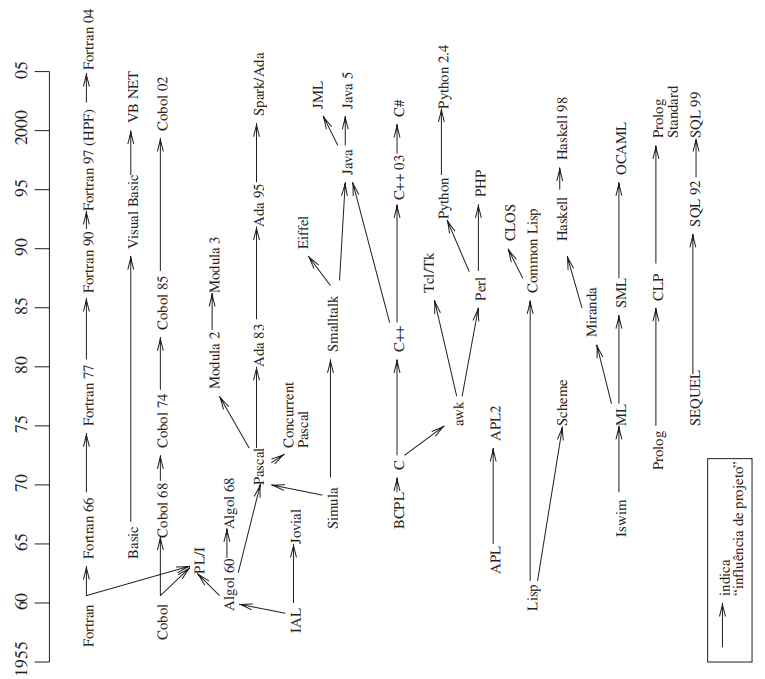 1955
60
65
70
75
80
85
90
95
2000
05
Fortran
Fortran 66
Fortran 77
Fortran 90
Fortran 97 (HPF)
Fortran 04
Basic
Visual Basic
VB NET
Cobol
Cobol 68
Cobol 74
Cobol 85
Cobol 02
PL/I
Modula 2
Modula 3
Algol 60
Algol 68
Pascal
Ada 83
Ada 95
Spark/Ada
Concurrent
Pascal
IAL
Jovial
Eiffel
JML
Simula
Smalltalk
Java
Java 5
BCPL
C
C++
C++ 03
C#
Tcl/Tk
Python
Python 2.4
awk
Perl
PHP
APL
APL2
CLOS
Lisp
Common Lisp
Scheme
Haskell
Haskell 98
Miranda
Iswim
ML
SML
OCAML
Prolog
CLP
Prolog
Standard
SEQUEL
SQL 92
SQL 99
indica
“influência de projeto”